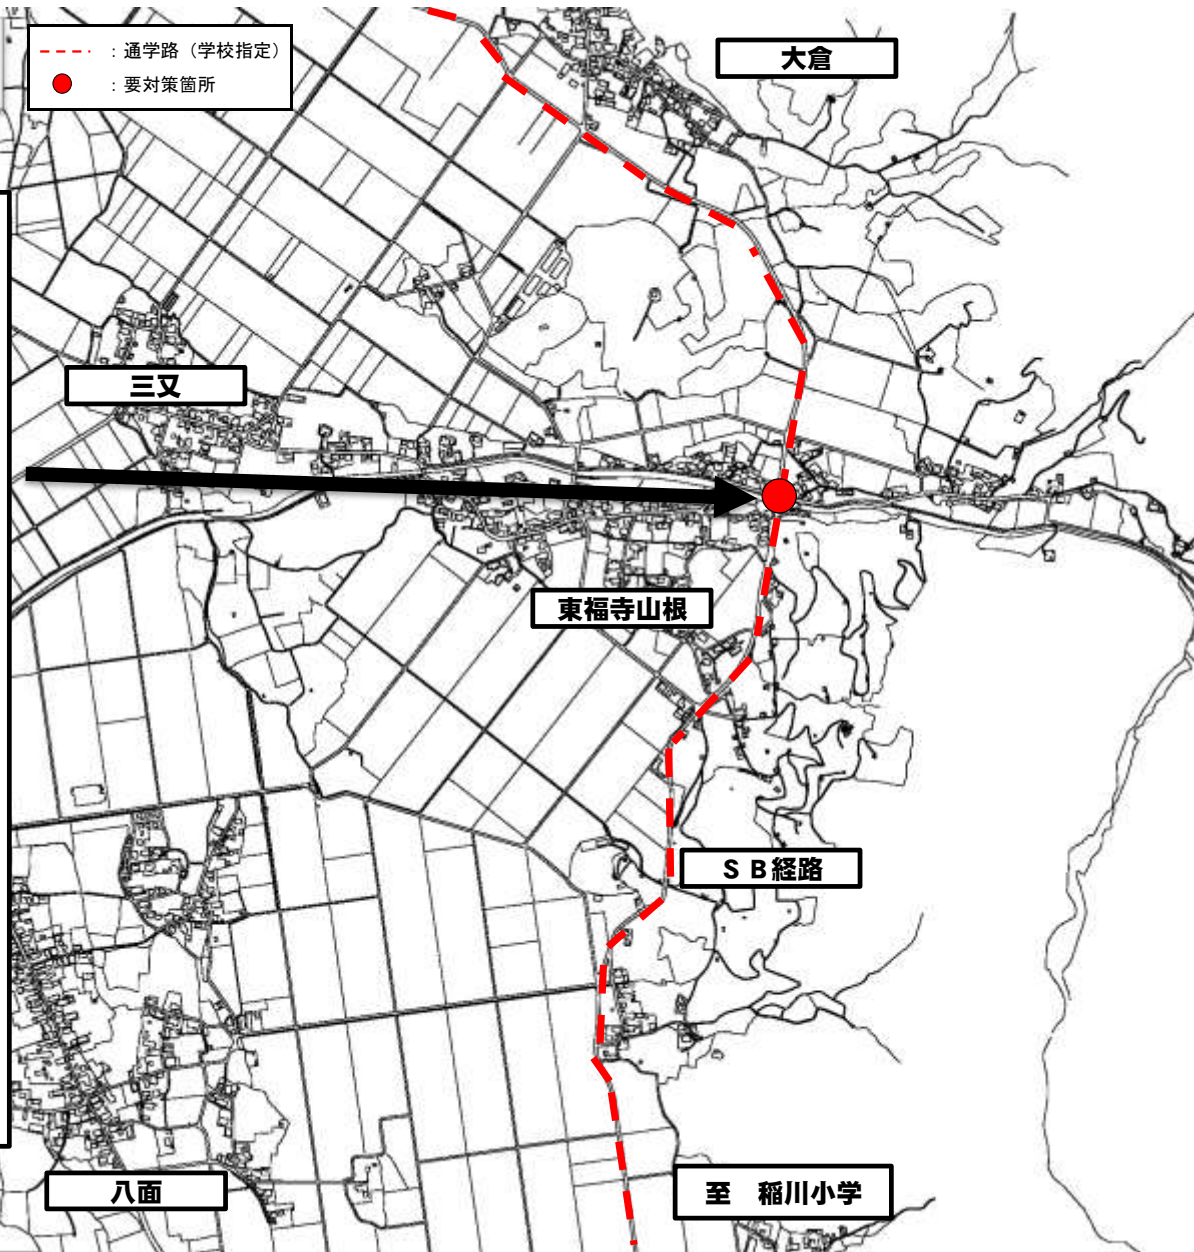 ：通学路（学校指定）
：要対策箇所
大倉
三又
東福寺山根
ＳＢ経路
八面
至　稲川小学